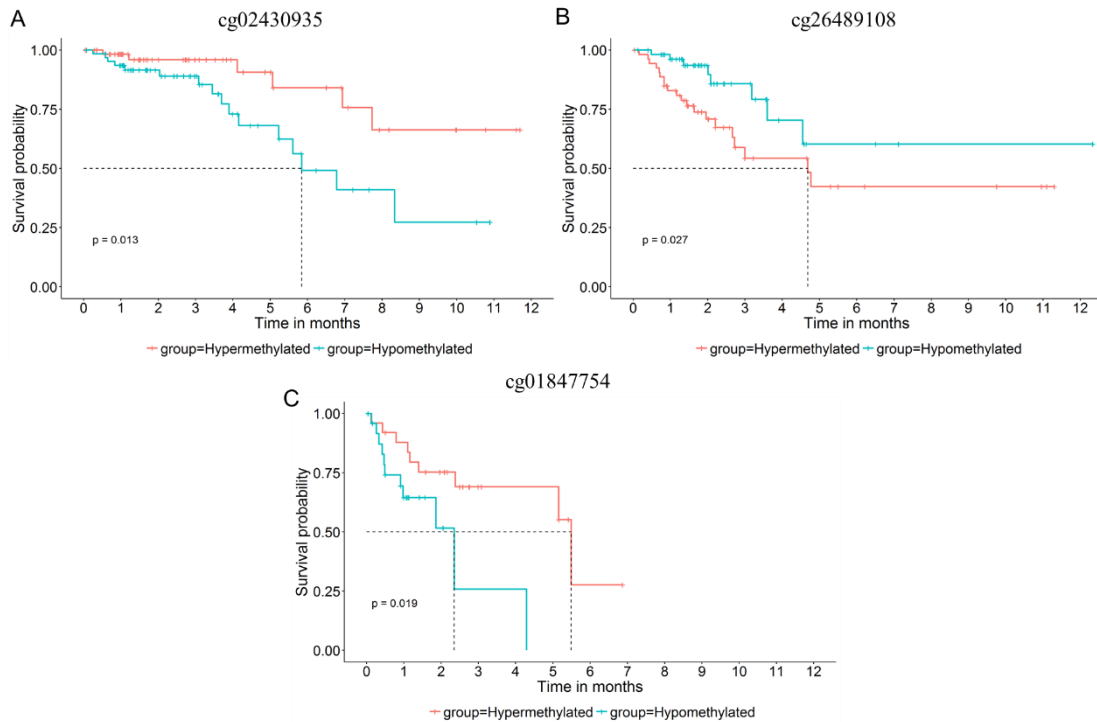 A
cg02430935
Survival probability
1.00
0.75
0.50
0.25
0.00
p = 0.013
0 1 2 3 4 5 6 7 8 9 10 11 12
Time in months
group=Hypermethylated group=Hypomethylated
B
cg26489108
Survival probability
1.00
0.75
0.50
0.25
0.00
p = 0.027
0 1 2 3 4 5 6 7 8 9 10 11 12
Time in months
group=Hypermethylated group=Hypomethylated
C
cg01847754
Survival probability
1.00
0.75
0.50
0.25
0.00
p = 0.019
0 1 2 3 4 5 6 7 8 9 10 11 12
Time in months
group=Hypermethylated group=Hypomethylated